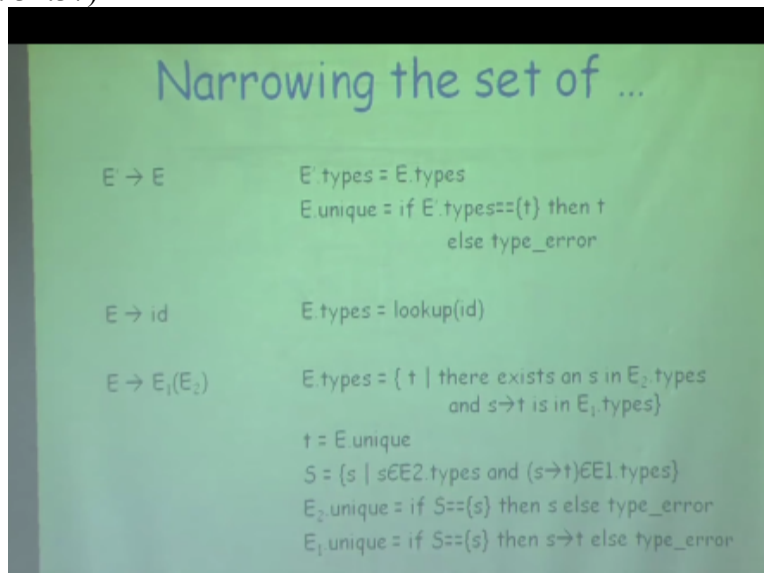 Narrowing the set of ...
E' → E E'.types = E.types
E.unique = if E'.types=={t} then t
else type_error
E → id E.types = lookup(id)
E → E₁(E₂) E.types = { t | there exists an s in E₂.types
and s→t is in E₁.types}
t = E.unique
S = {s | s∈E2.types and (s→t)∈E1.types}
E₂.unique = if S=={s} then s else type_error
E₁.unique = if S=={s} then s→t else type_error